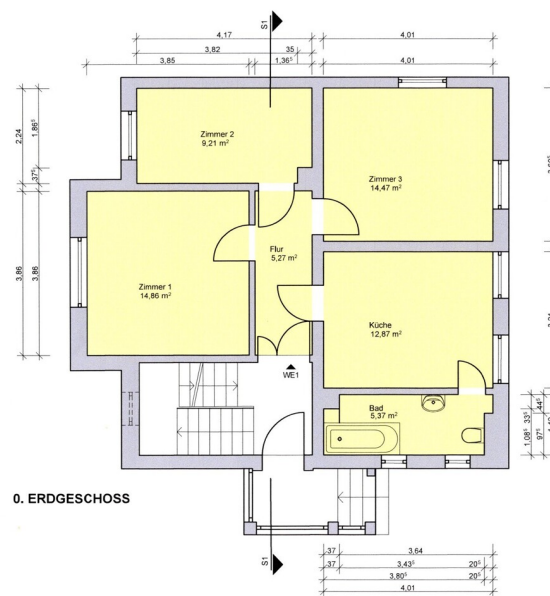 S1
4,17
4,01
3,82
35
3,85
1,36⁵
4,01
2,24
1,86⁵
37⁵
Zimmer 2
9,21 m²
Zimmer 3
14,47 m²
Flur
5,27 m²
3,86
3,86
Zimmer 1
14,86 m²
Küche
12,87 m²
WE1
Bad
5,37 m²
1,08⁵
33⁵
97⁵
44⁵
0. ERDGESCHOSS
S1
37
3,64
37
3,43⁵
20⁵
3,80⁵
20⁵
4,01